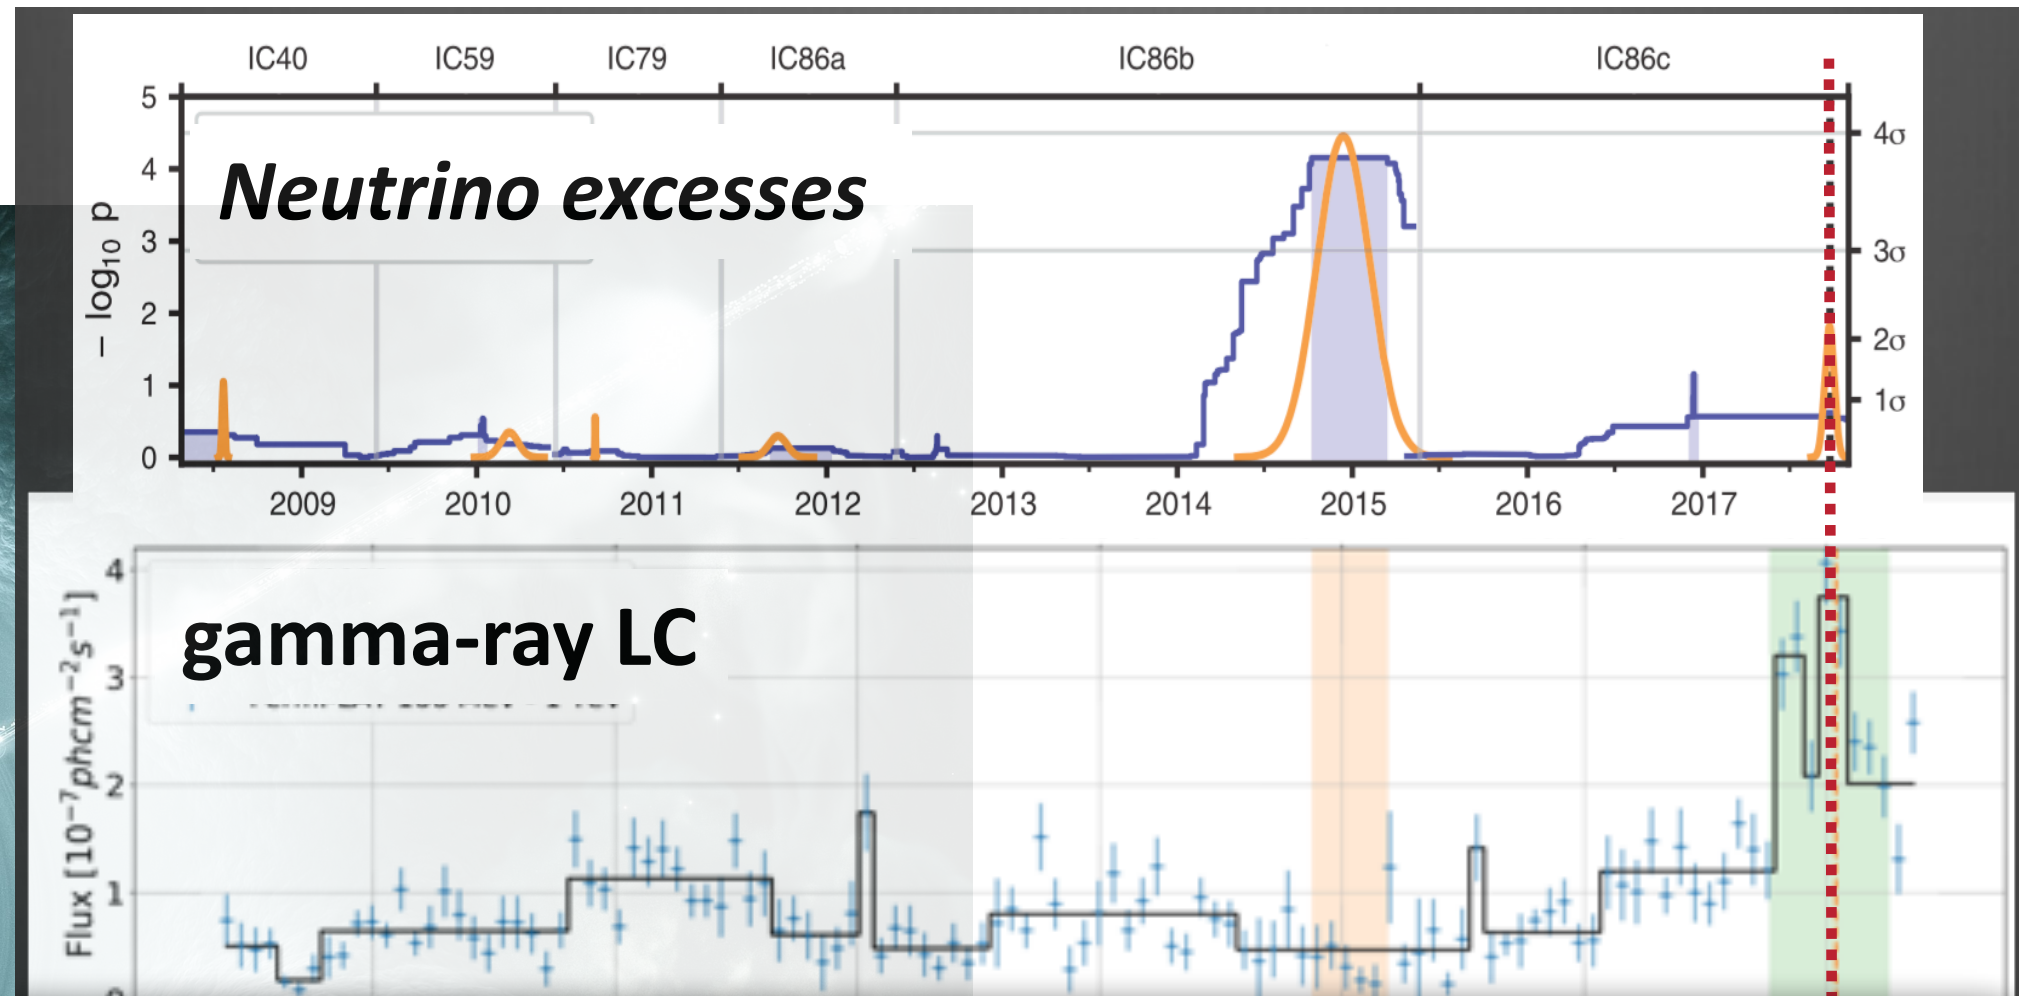 IC40 IC59 IC79 IC86a IC86b IC86c
5
4
3
2
1
0
− log₁₀ p
4σ
3σ
2σ
1σ
Neutrino excesses
2009 2010 2011 2012 2013 2014 2015 2016 2017
4
3
2
1
Flux [10⁻⁷phcm⁻²s⁻¹]
gamma-ray LC